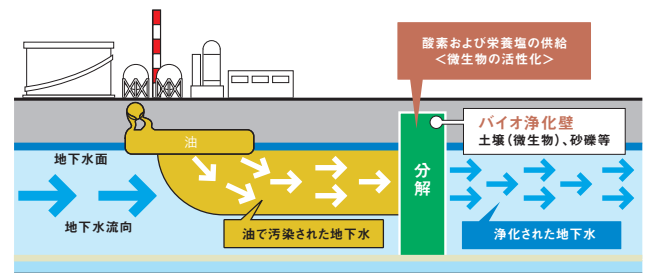 酸素および栄養塩の供給
<微生物の活性化>
バイオ浄化壁
土壌(微生物)、砂礫等
油
地下水面
分解
地下水流向
油で汚染された地下水
浄化された地下水